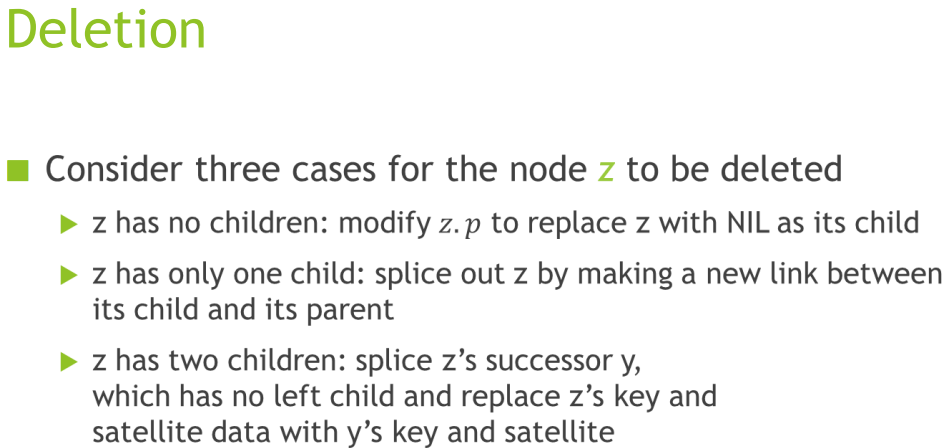 Deletion
Consider three cases for the node z to be deleted
z has no children: modify z.p to replace z with NIL as its child
z has only one child: splice out z by making a new link between
its child and its parent
z has two children: splice z's successor y,
which has no left child and replace z's key and
satellite data with y's key and satellite